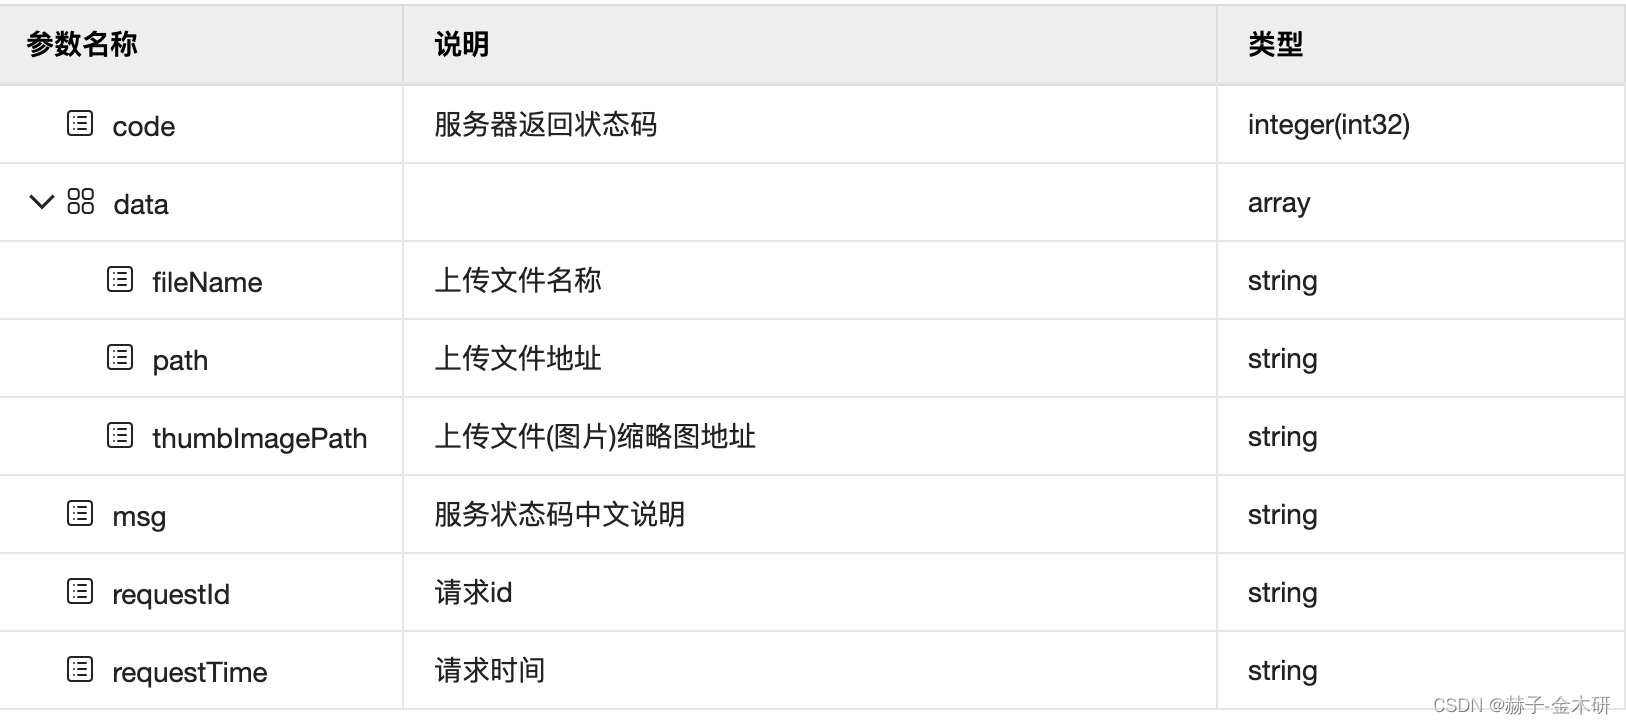 参数名称 说明 类型
code 服务器返回状态码 integer(int32)
data array
fileName 上传文件名称 string
path 上传文件地址 string
thumbImagePath 上传文件(图片)缩略图地址 string
msg 服务状态码中文说明 string
requestId 请求id string
requestTime 请求时间 string
CSDN @赫子-金木研